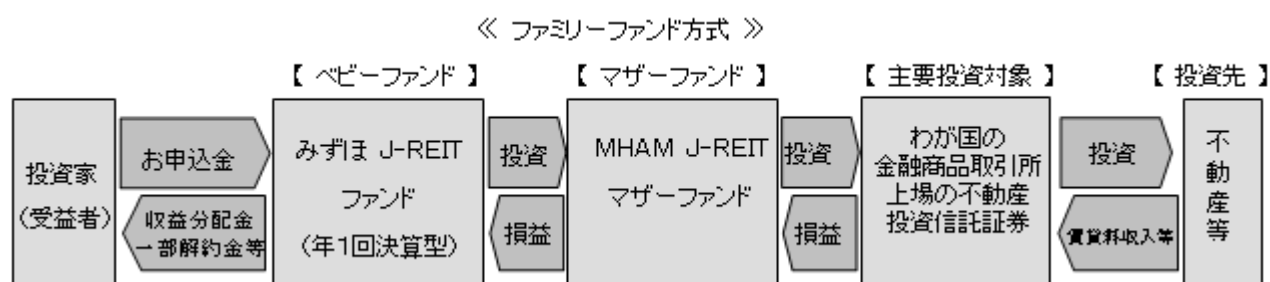 ≪ ファミリーファンド方式 ≫
【 ベビーファンド 】
【 マザーファンド 】
【 主要投資対象 】
【 投資先 】
投資家
(受益者)
お申込金
収益分配金
一部解約金等
みずほ J-REIT
ファンド
(年1回決算型)
投資
損益
MHAM J-REIT
マザーファンド
投資
損益
わが国の
金融商品取引所
上場の不動産
投資信託証券
投資
賃貸料収入等
不動産等